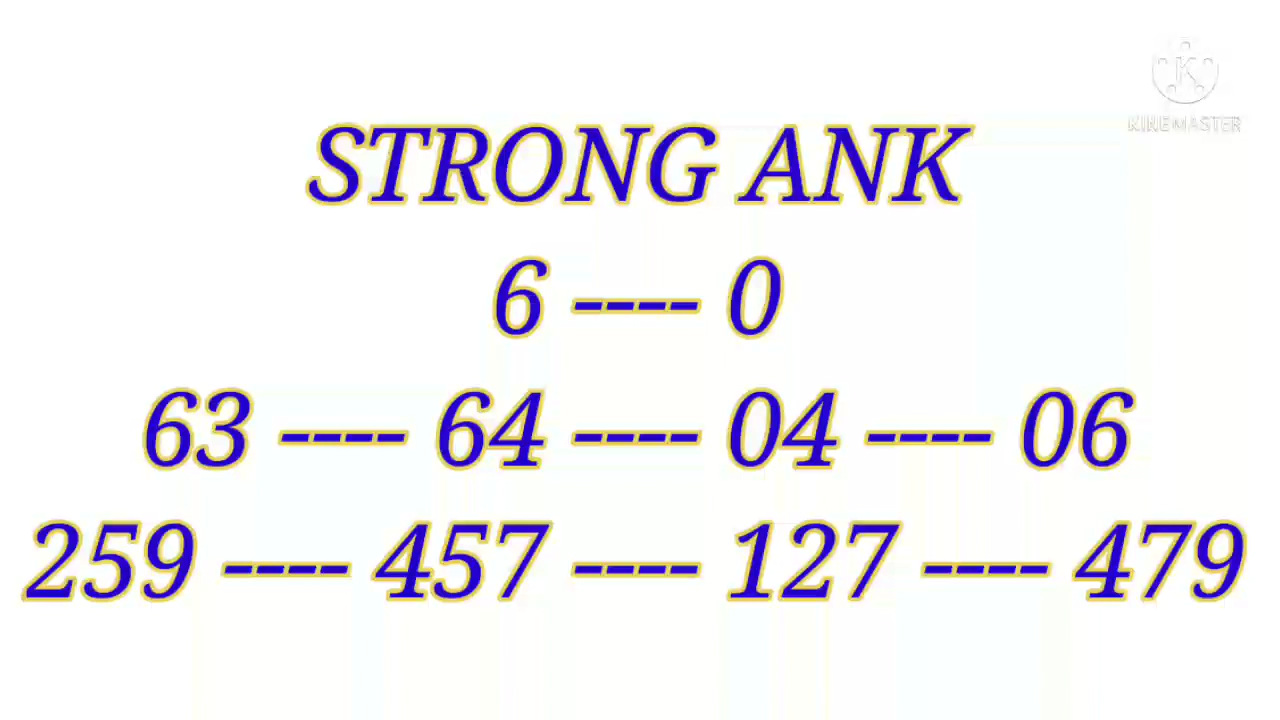 KINEMASTER
STRONG ANK
6 ---- 0
63 ---- 64 ---- 04 ---- 06
259 ---- 457 ---- 127 ---- 479